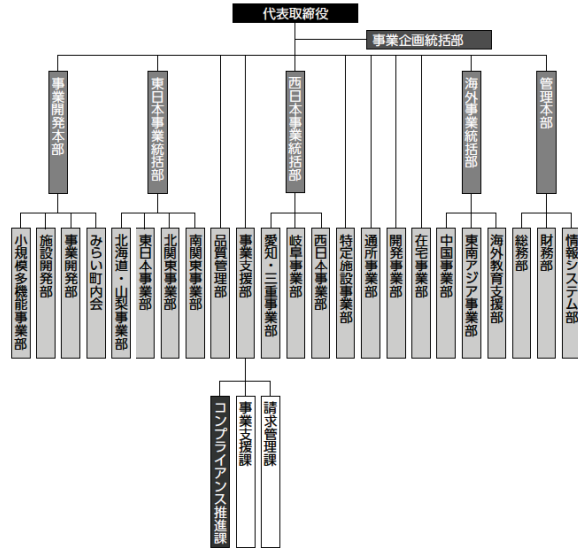 代表取締役
事業企画統括部
事業開発本部
東日本事業統括部
西日本事業統括部
海外事業統括部
管理本部
小規模多機能事業部
施設開発部
事業開発部
みらい町内会
北海道・山梨事業部
東日本事業部
北関東事業部
南関東事業部
品質管理部
事業支援部
愛知・三重事業部
岐阜事業部
西日本事業部
特定施設事業部
通所事業部
開発事業部
在宅事業部
中国事業部
東南アジア事業部
海外教育支援部
総務部
財務部
情報システム部
コンプライアンス推進課
事業支援課
請求管理課